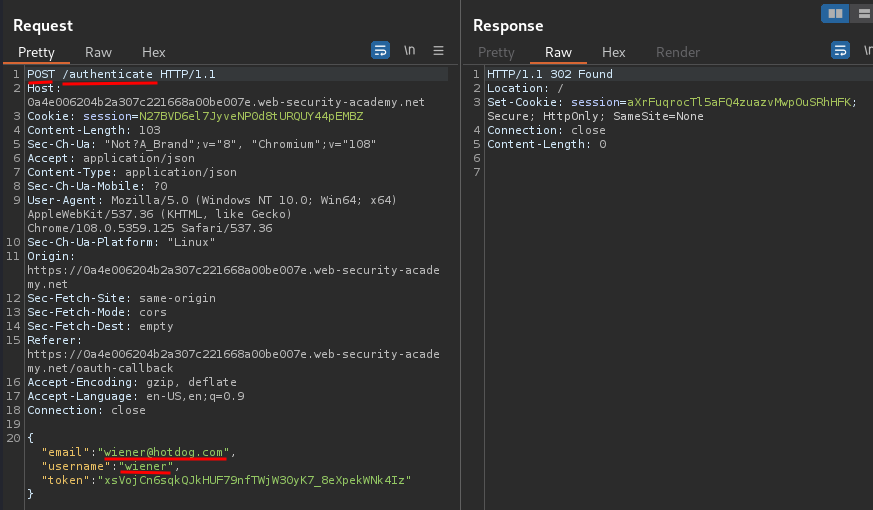 Request
Pretty Raw Hex
\n
1 POST /authenticate HTTP/1.1
2 Host:
0a4e006204b2a307c221668a00be007e.web-security-academy.net
3 Cookie: session=N27BVD6el7JyveNP0d8tURQUY44pEMBZ
4 Content-Length: 103
5 Sec-Ch-Ua: "Not?A_Brand";v="8", "Chromium";v="108"
6 Accept: application/json
7 Content-Type: application/json
8 Sec-Ch-Ua-Mobile: ?0
9 User-Agent: Mozilla/5.0 (Windows NT 10.0; Win64; x64)
AppleWebKit/537.36 (KHTML, like Gecko)
Chrome/108.0.5359.125 Safari/537.36
10 Sec-Ch-Ua-Platform: "Linux"
11 Origin:
https://0a4e006204b2a307c221668a00be007e.web-security-acade
my.net
12 Sec-Fetch-Site: same-origin
13 Sec-Fetch-Mode: cors
14 Sec-Fetch-Dest: empty
15 Referer:
https://0a4e006204b2a307c221668a00be007e.web-security-acade
my.net/oauth-callback
16 Accept-Encoding: gzip, deflate
17 Accept-Language: en-US,en;q=0.9
18 Connection: close
19
20 {
"email":"wiener@hotdog.com",
"username":"wiener",
"token":"xsVojCn6sqkQJkHUF79nfTWjW3OyK7_8eXpekWNk4Iz"
}
Response
Pretty Raw Hex Render
\n
1 HTTP/1.1 302 Found
2 Location: /
3 Set-Cookie: session=aXrFuqrocTl5aFQ4zuazvMwpOuSRhHFK;
Secure; HttpOnly; SameSite=None
4 Connection: close
5 Content-Length: 0
6
7